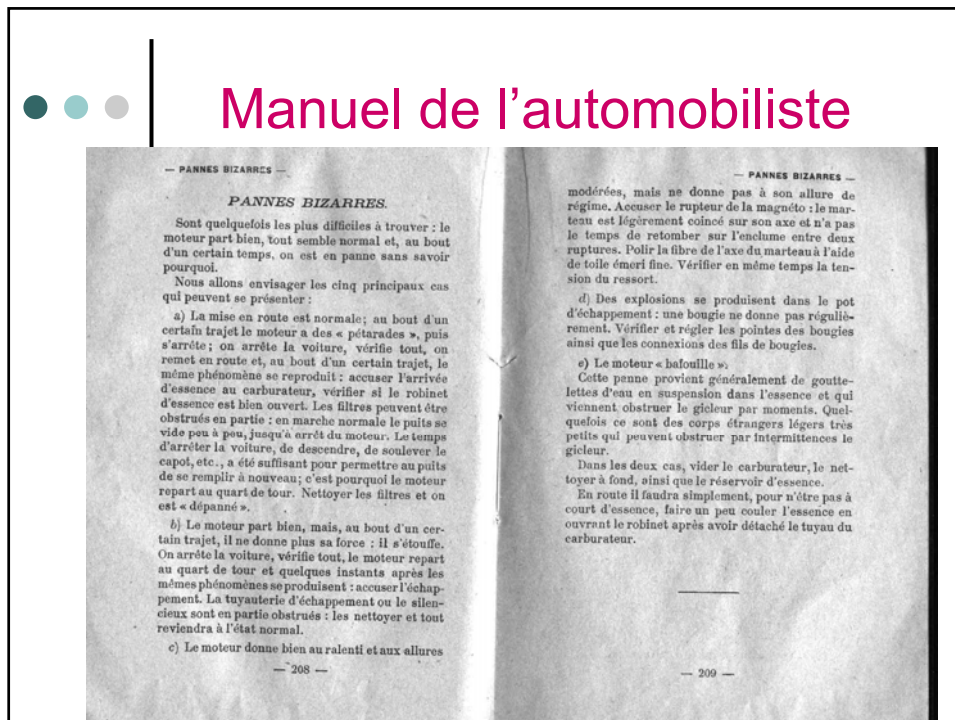 Manuel de l’automobiliste
— PANNES BIZARRES —
PANNES BIZARRES.
Sont quelquefois les plus difficiles à trouver : le
moteur part bien, tout semble normal et, au bout
d'un certain temps, on est en panne sans savoir
pourquoi.
Nous allons envisager les cinq principaux cas
qui peuvent se présenter :
a) La mise en route est normale; au bout d'un
certain trajet le moteur a des « pétarades », puis
s'arrête; on arrête la voiture, vérifie tout, on
remet en route et, au bout d'un certain trajet, le
même phénomène se reproduit : accuser l'arrivée
d'essence au carburateur, vérifier si le robinet
d'essence est bien ouvert. Les filtres peuvent être
obstrués en partie : en marche normale le puits se
vide peu à peu, jusqu'à arrêt du moteur. Le temps
d'arrêter la voiture, de descendre, de soulever le
capot, etc., a été suffisant pour permettre au puits
de se remplir à nouveau; c'est pourquoi le moteur
repart au quart de tour. Nettoyer les filtres et on
est « dépanné ».
b) Le moteur part bien, mais, au bout d'un cer-
tain trajet, il ne donne plus sa force : il s'étouffe.
On arrête la voiture, vérifie tout, le moteur repart
au quart de tour et quelques instants après les
mêmes phénomènes se produisent : accuser l'échap-
pement. La tuyauterie d'échappement ou le silen-
cieux sont en partie obstrués : les nettoyer et tout
reviendra à l'état normal.
c) Le moteur donne bien au ralenti et aux allures
— 208 —
— PANNES BIZARRES —
modérées, mais ne donne pas à son allure de
régime. Accuser le rupteur de la magnéto : le mar-
teau est légèrement coincé sur son axe et n'a pas
le temps de retomber sur l'enclume entre deux
ruptures. Polir la fibre de l'axe du marteau à l'aide
de toile émeri fine. Vérifier en même temps la ten-
sion du ressort.
d) Des explosions se produisent dans le pot
d'échappement : une bougie ne donne pas réguliè-
rement. Vérifier et régler les pointes des bougies
ainsi que les connexions des fils de bougies.
e) Le moteur « bafouille ».
Cette panne provient généralement de goutte-
lettes d'eau en suspension dans l'essence et qui
viennent obstruer le gicleur par moments. Quel-
quefois ce sont des corps étrangers légers très
petits qui peuvent obstruer par intermittences le
gicleur.
Dans les deux cas, vider le carburateur, le net-
toyer à fond, ainsi que le réservoir d'essence.
En route il faudra simplement, pour n'être pas à
court d'essence, faire un peu couler l'essence en
ouvrant le robinet après avoir détaché le tuyau du
carburateur.
— 209 —